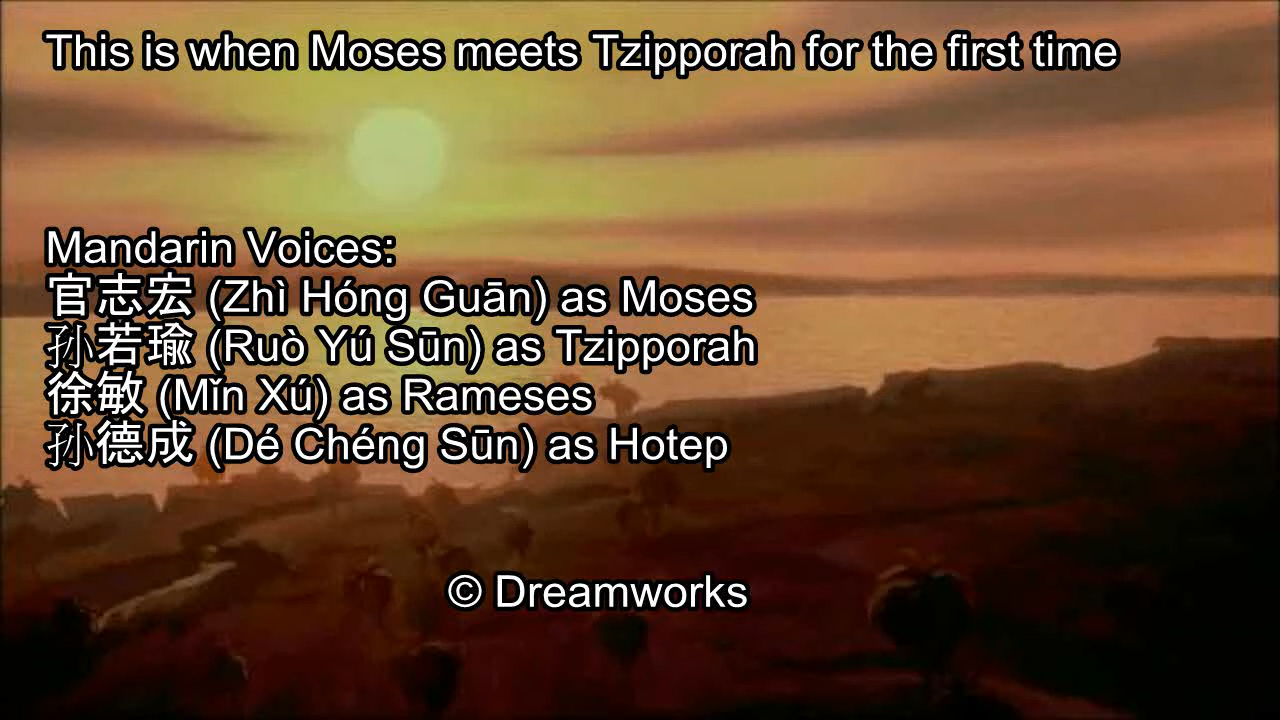 This is when Moses meets Tzipporah for the first time
Mandarin Voices:
官志宏 (Zhì Hóng Guān) as Moses
孙若瑜 (Ruò Yú Sūn) as Tzipporah
徐敏 (Mǐn Xú) as Rameses
孙德成 (Dé Chéng Sūn) as Hotep
© Dreamworks